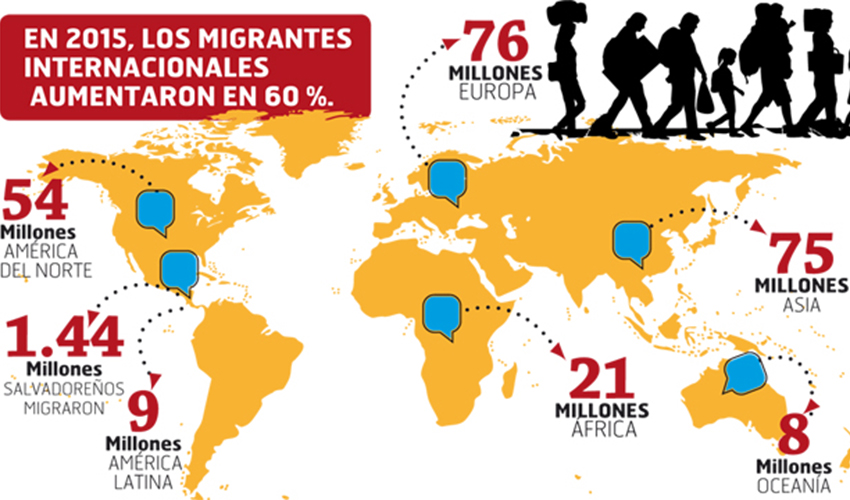 EN 2015, LOS MIGRANTES
INTERNACIONALES
AUMENTARON EN 60 %.
76
MILLONES
EUROPA
54
Millones
AMÉRICA
DEL NORTE
75
MILLONES
ASIA
1.44
Millones
SALVADOREÑOS
MIGRARON
9
Millones
AMÉRICA
LATINA
21
MILLONES
ÁFRICA
8
Millones
OCEANÍA